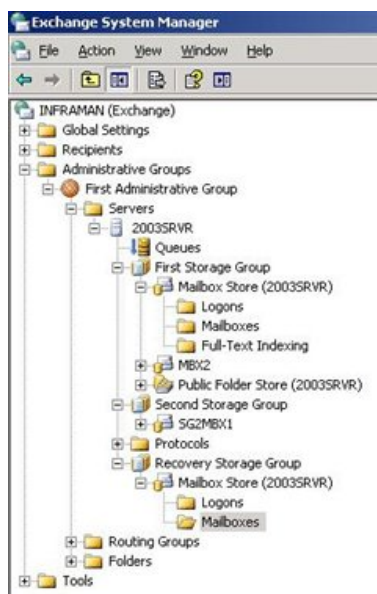 Exchange System Manager
File Action View Window Help
INFRAMAN (Exchange)
Global Settings
Recipients
Administrative Groups
First Administrative Group
Servers
2003SRVR
Queues
First Storage Group
Mailbox Store (2003SRVR)
Logons
Mailboxes
Full-Text Indexing
MBX2
Public Folder Store (2003SRVR)
Second Storage Group
SG2MBX1
Protocols
Recovery Storage Group
Mailbox Store (2003SRVR)
Logons
Mailboxes
Routing Groups
Folders
Tools